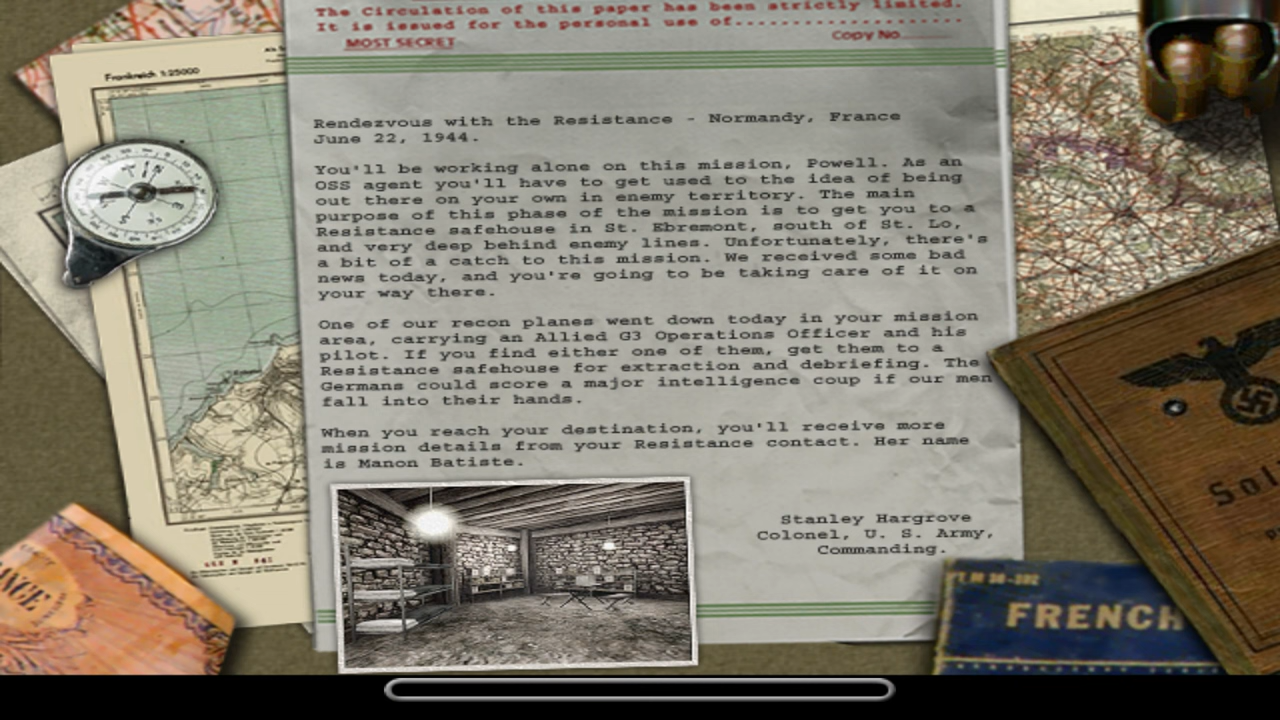 The Circulation of this paper has been strictly limited.
It is issued for the personal use of.....................
MOST SECRET
Copy No
Frankreich 1:25000
Rendezvous with the Resistance - Normandy, France
June 22, 1944.
You'll be working alone on this mission, Powell. As an
OSS agent you'll have to get used to the idea of being
out there on your own in enemy territory. The main
purpose of this phase of the mission is to get you to a
Resistance safehouse in St. Ebremont, south of St. Lo,
and very deep behind enemy lines. Unfortunately, there's
a bit of a catch to this mission. We received some bad
news today, and you're going to be taking care of it on
your way there.
One of our recon planes went down today in your mission
area, carrying an Allied G3 Operations Officer and his
pilot. If you find either one of them, get them to a
Resistance safehouse for extraction and debriefing. The
Germans could score a major intelligence coup if our men
fall into their hands.
When you reach your destination, you'll receive more
mission details from your Resistance contact. Her name
is Manon Batiste.
Stanley Hargrove
Colonel, U. S. Army,
Commanding.
FRENCH